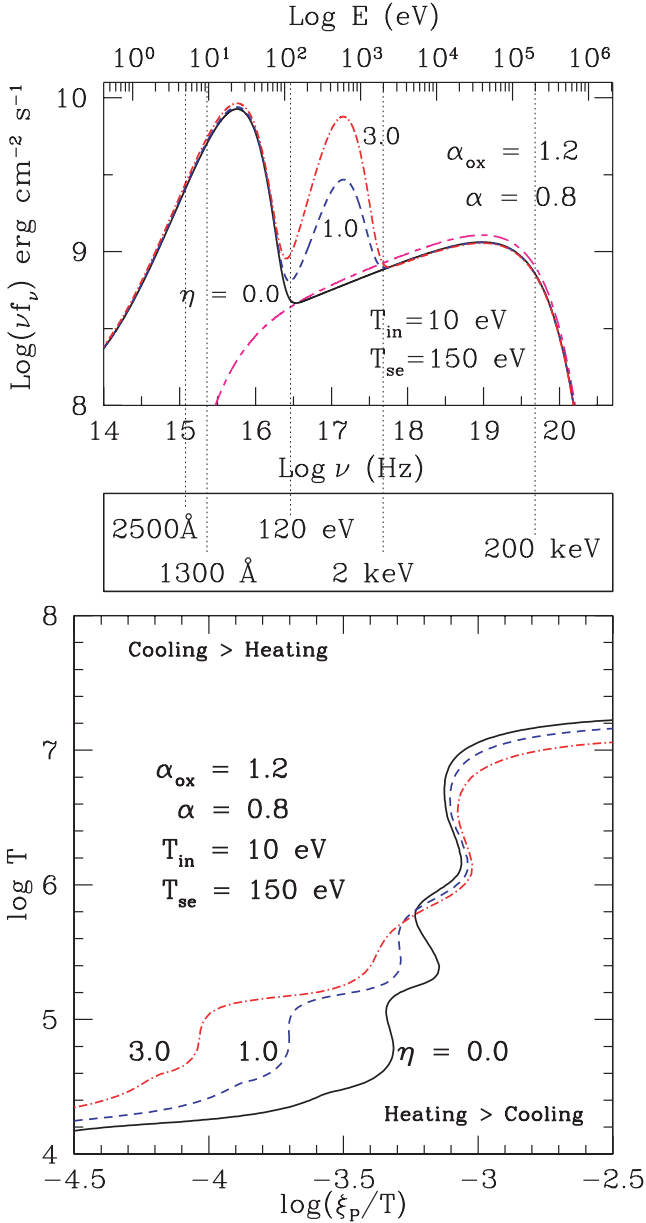 Log E (eV)
10⁰ 10¹ 10² 10³ 10⁴ 10⁵ 10⁶
Log(νfᵥ) erg cm⁻² s⁻¹
10
9
8
3.0
1.0
η = 0.0
α_ox = 1.2
α = 0.8
T_in=10 eV
T_se=150 eV
14 15 16 17 18 19 20
Log ν (Hz)
2500Å 120 eV 200 keV
1300 Å 2 keV
log T
7
6
5
4
Cooling > Heating
α_ox = 1.2
α = 0.8
T_in = 10 eV
T_se = 150 eV
3.0 1.0 η = 0.0
Heating > Cooling
−4.5 −4 −3.5 −3 −2.5
log(ξ_P/T)